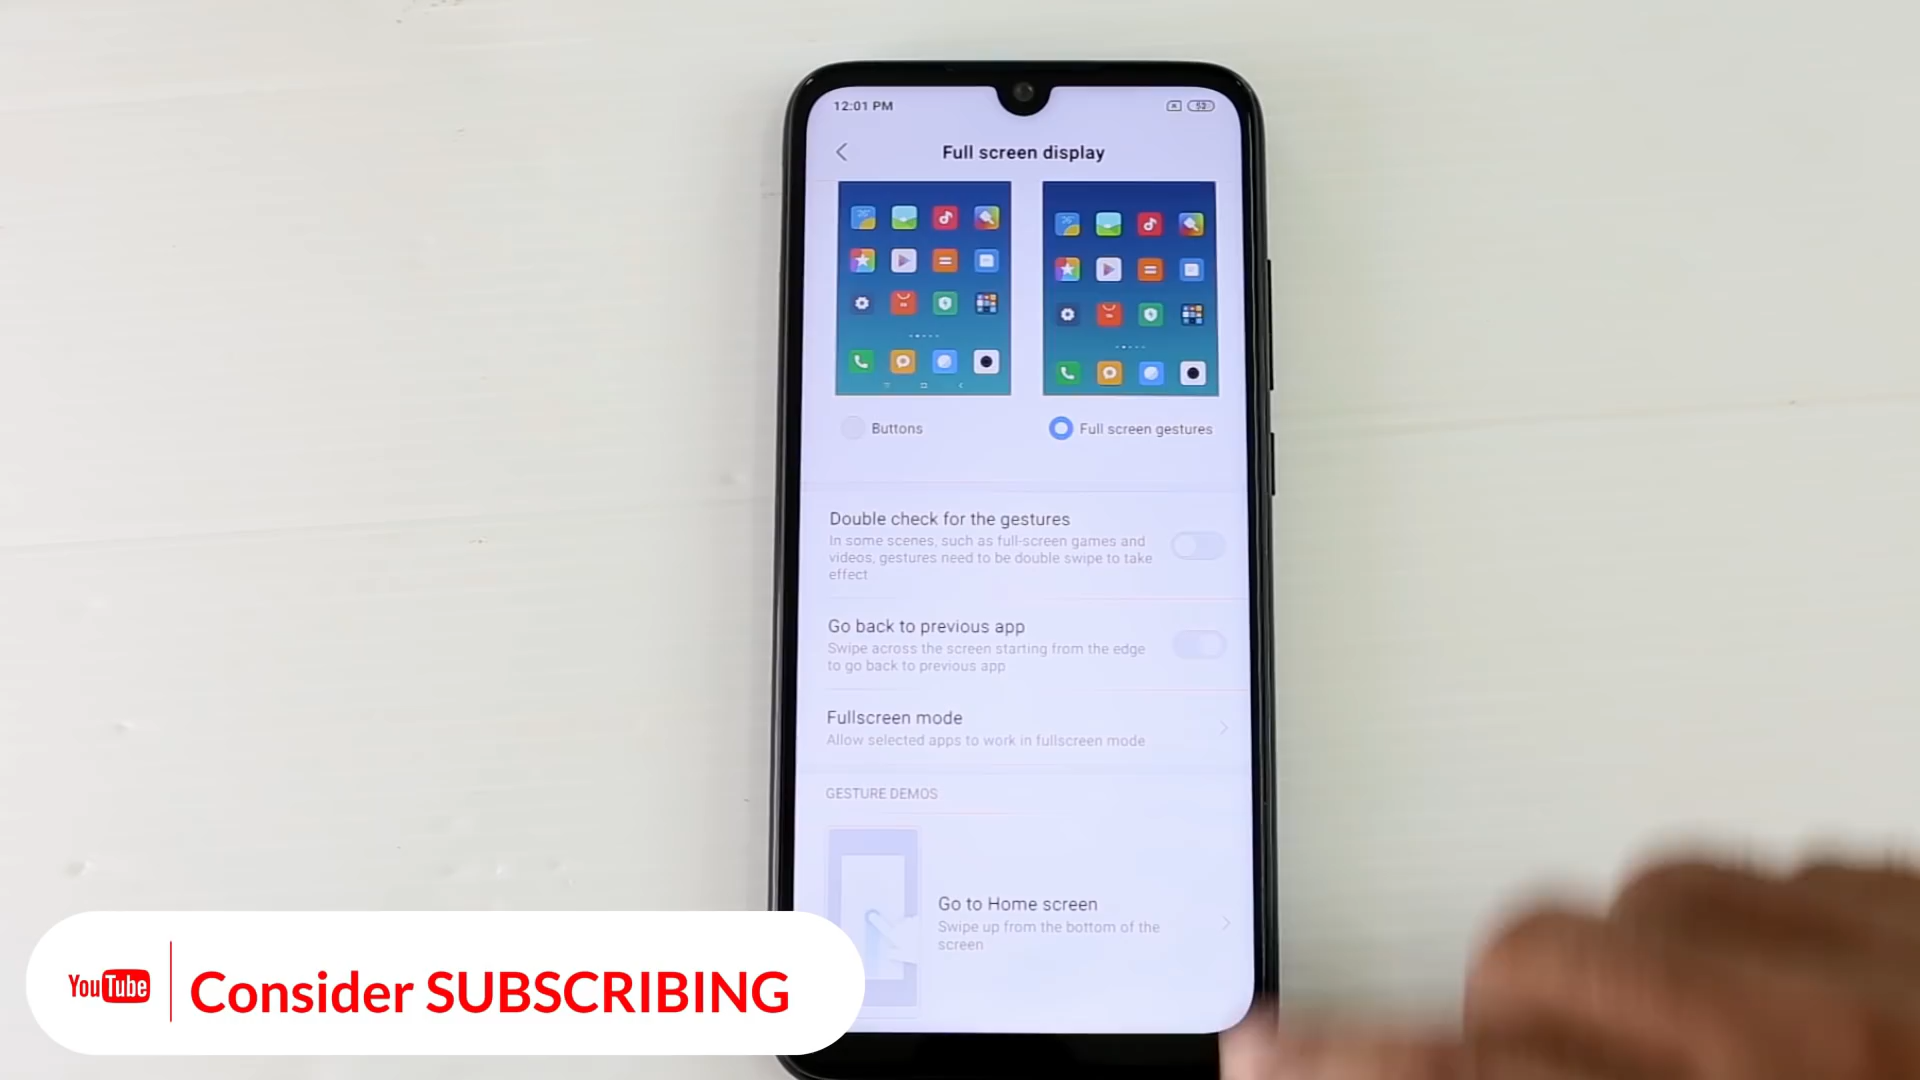 12:01 PM
52
Full screen display
Buttons
Full screen gestures
Double check for the gestures
In some scenes, such as full-screen games and
videos, gestures need to be double swipe to take
effect
Go back to previous app
Swipe across the screen starting from the edge
to go back to previous app
Fullscreen mode
Allow selected apps to work in fullscreen mode
GESTURE DEMOS
Go to Home screen
Swipe up from the bottom of the
screen
YouTube
Consider SUBSCRIBING